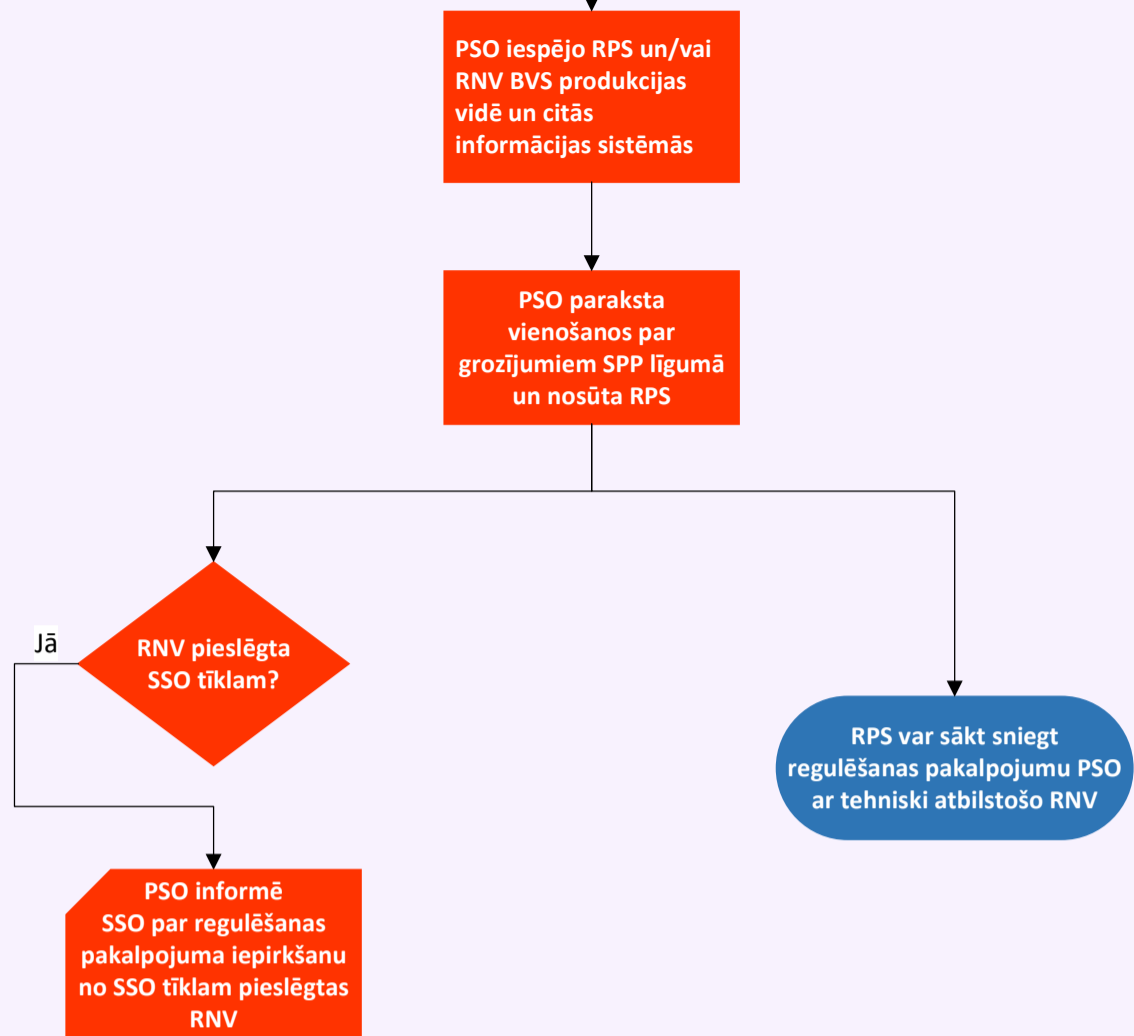 PSO iespējo RPS un/vai
RNV BVS produkcijas
vidē un citās
informācijas sistēmās
PSO paraksta
vienošanos par
grozījumiem SPP līgumā
un nosūta RPS
Jā
RNV pieslēgta
SSO tīklam?
RPS var sākt sniegt
regulēšanas pakalpojumu PSO
ar tehniski atbilstošo RNV
PSO informē
SSO par regulēšanas
pakalpojuma iepirkšanu
no SSO tīklam pieslēgtas
RNV